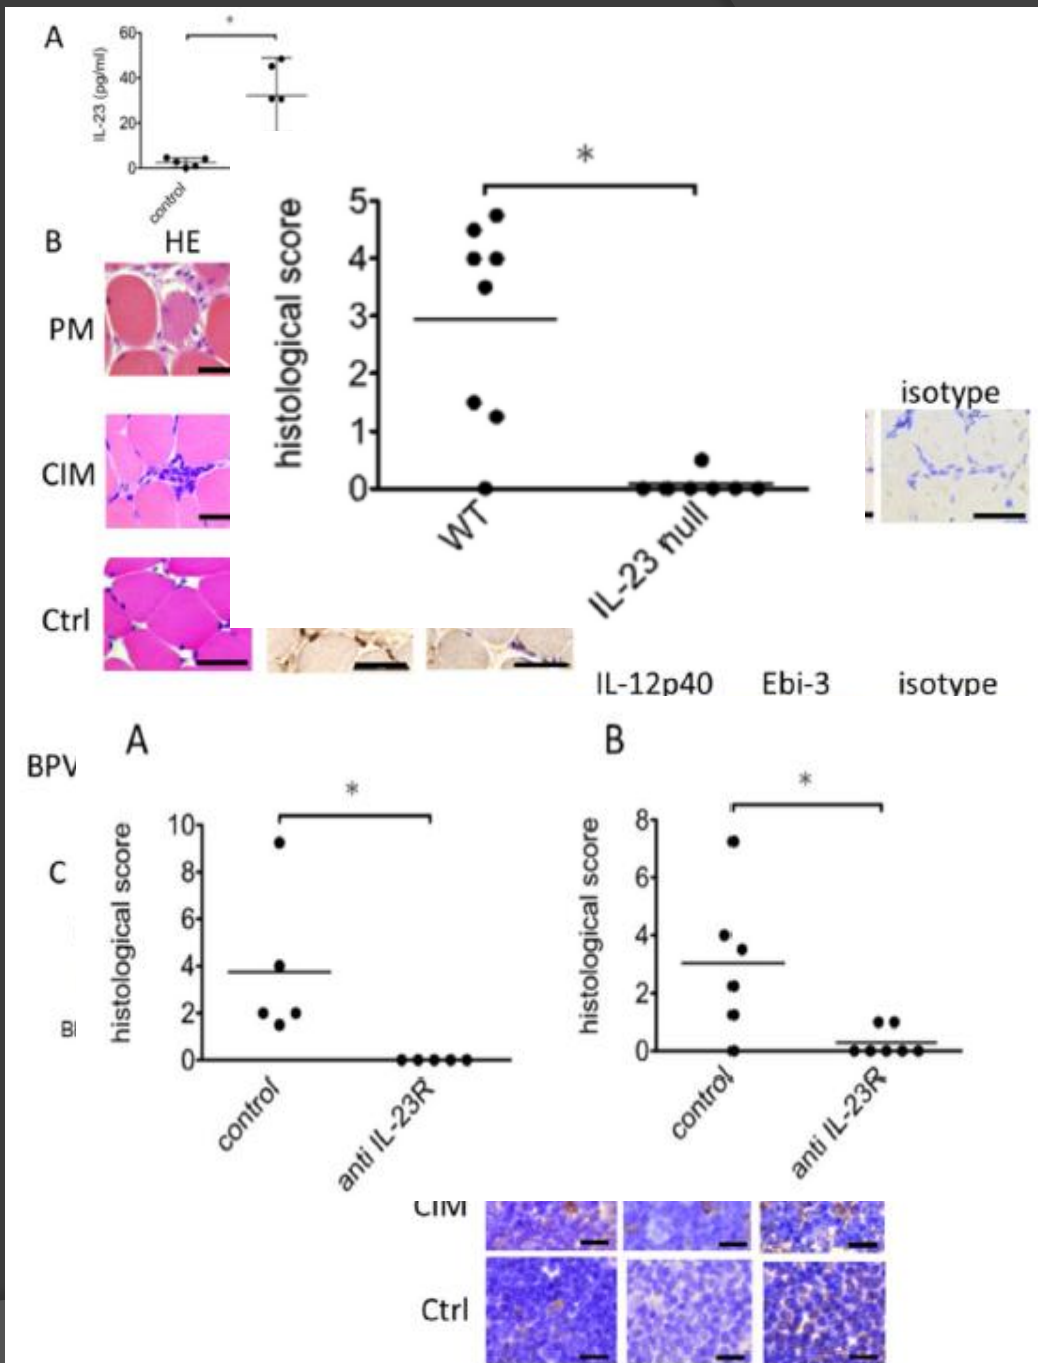 A
60
40
20
0
IL-23 (pg/ml)
*
control
B
HE
PM
CIM
Ctrl
*
histological score
5
4
3
2
1
0
WT
IL-23 null
isotype
IL-12p40 Ebi-3 isotype
BPV
C
A
*
histological score
10
8
6
4
2
0
control
anti IL-23R
B
*
histological score
8
6
4
2
0
control
anti IL-23R
CIM
Ctrl